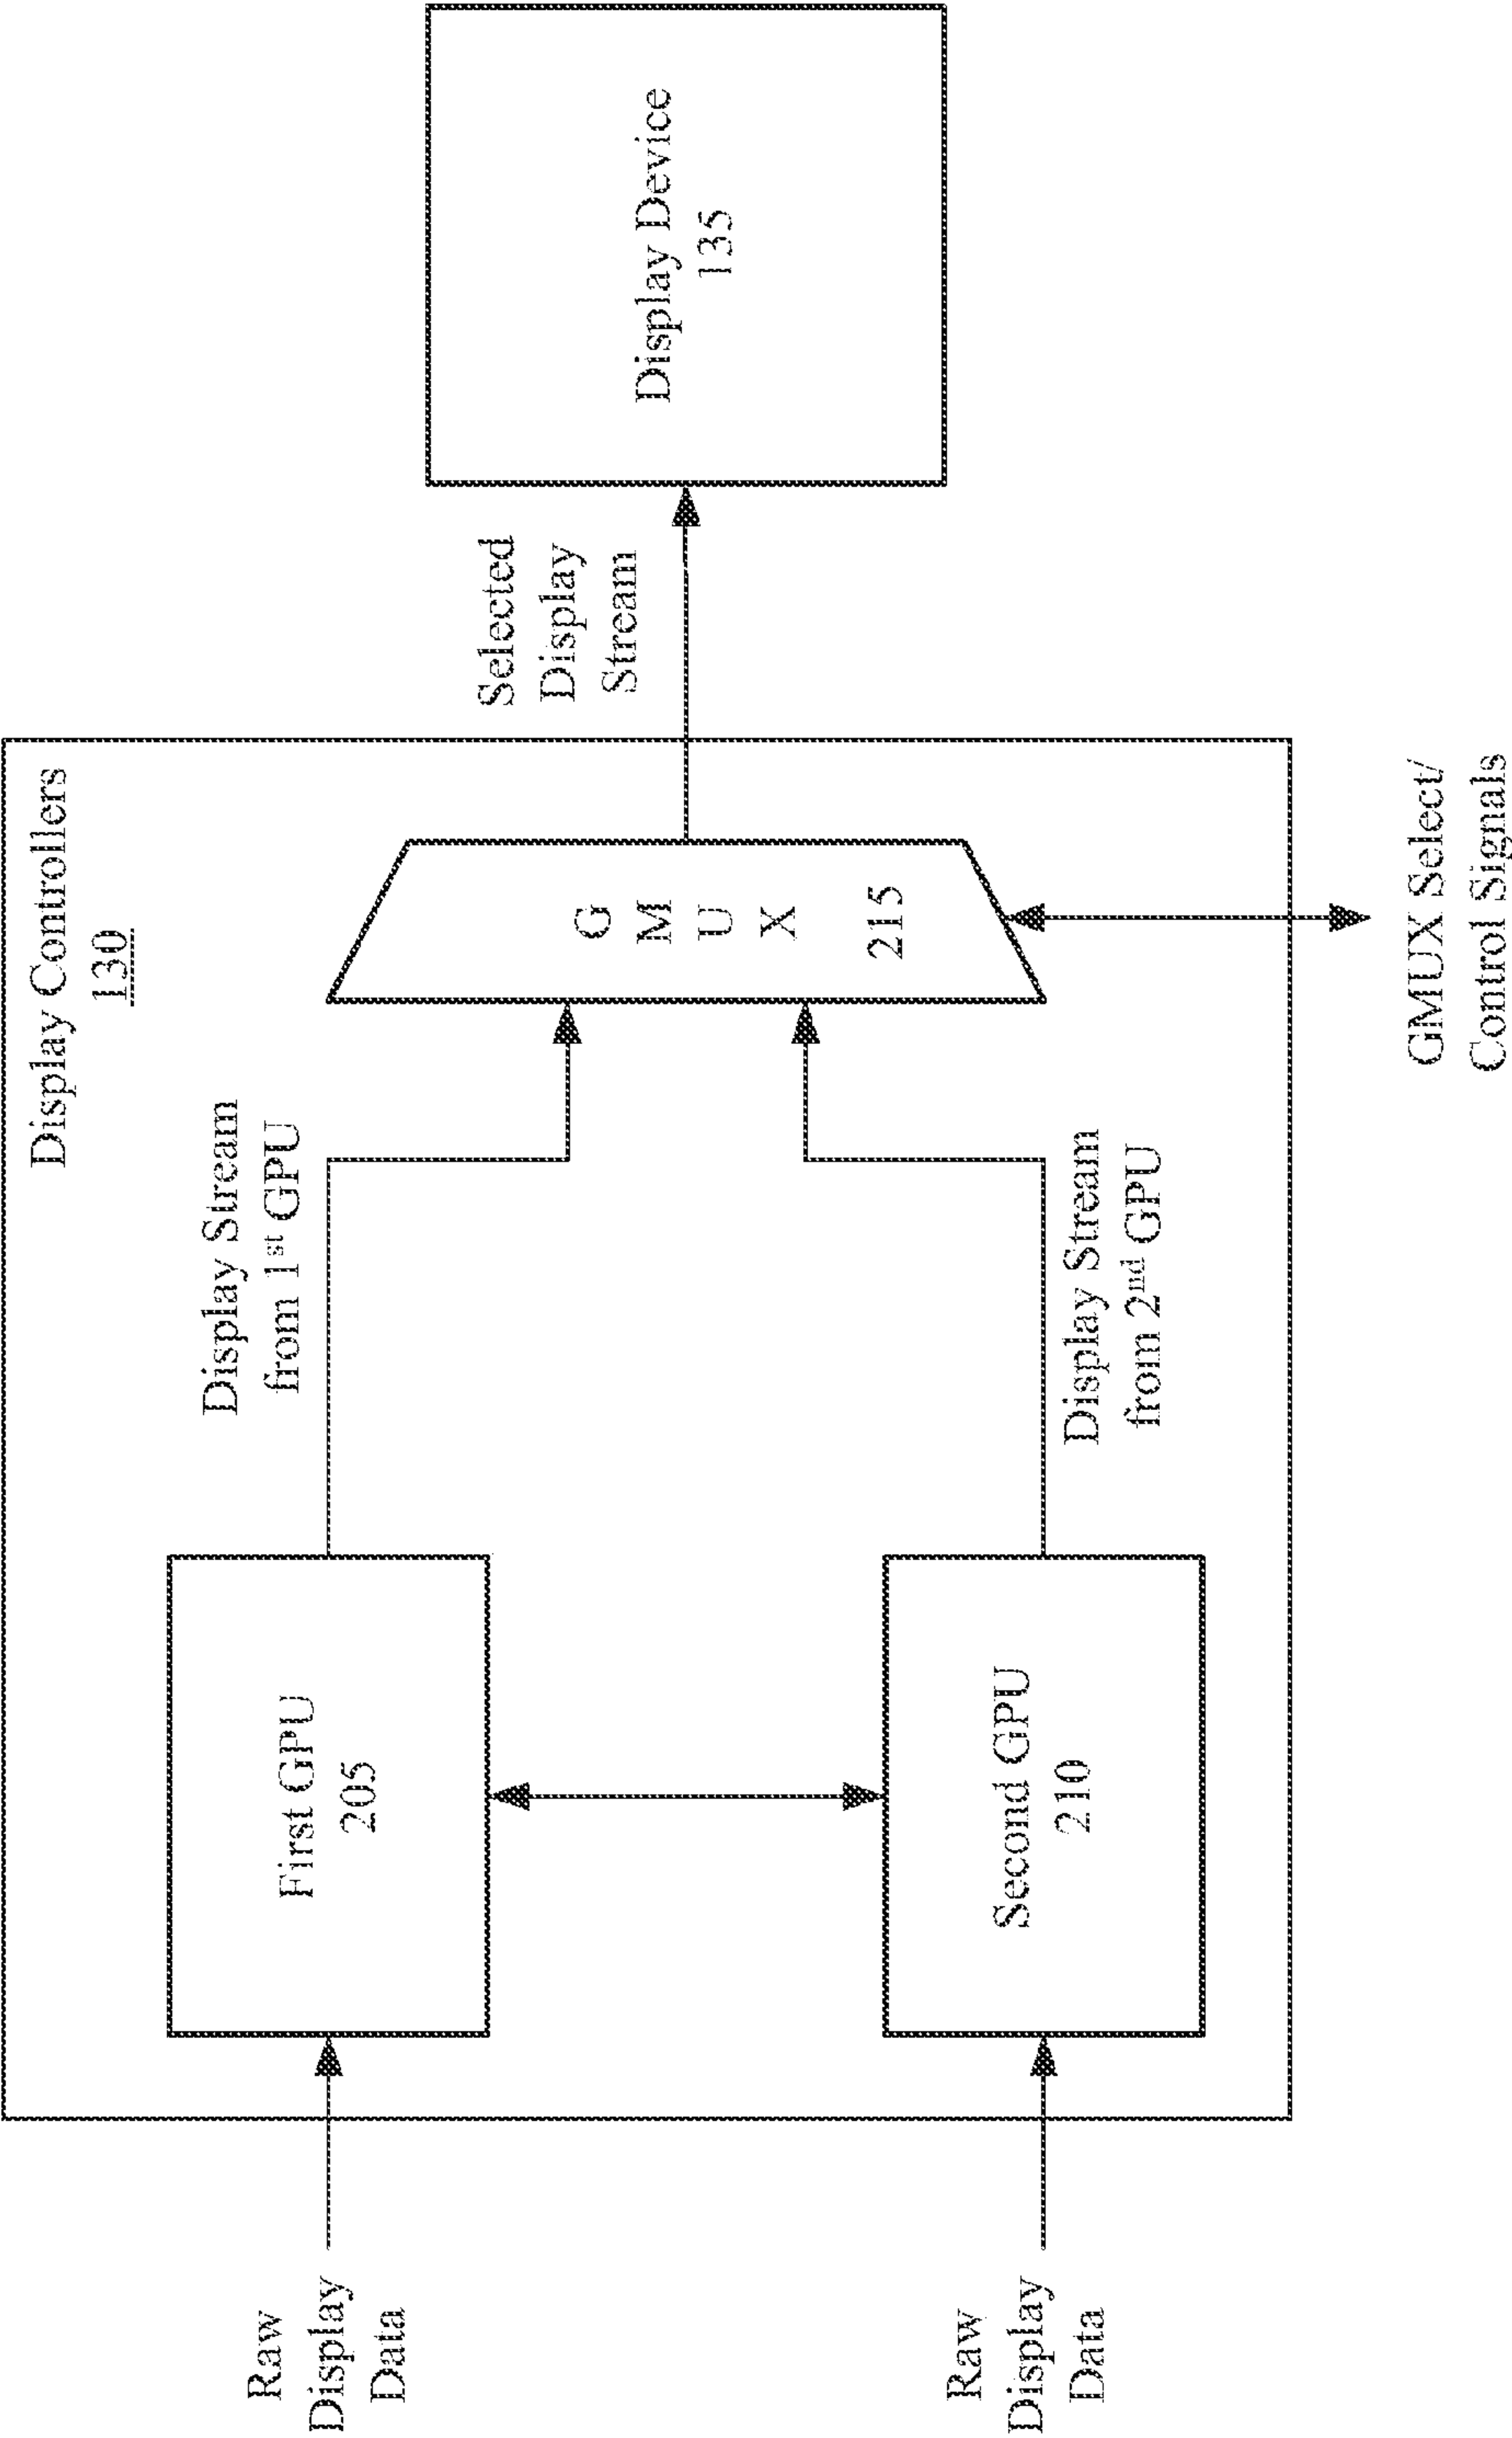 Display Controllers
130
Raw
Display
Data
First GPU
205
Display Stream
from 1st GPU
Raw
Display
Data
Second GPU
210
Display Stream
from 2nd GPU
G
M
U
X
215
GMUX Select/
Control Signals
Selected
Display
Stream
Display Device
135